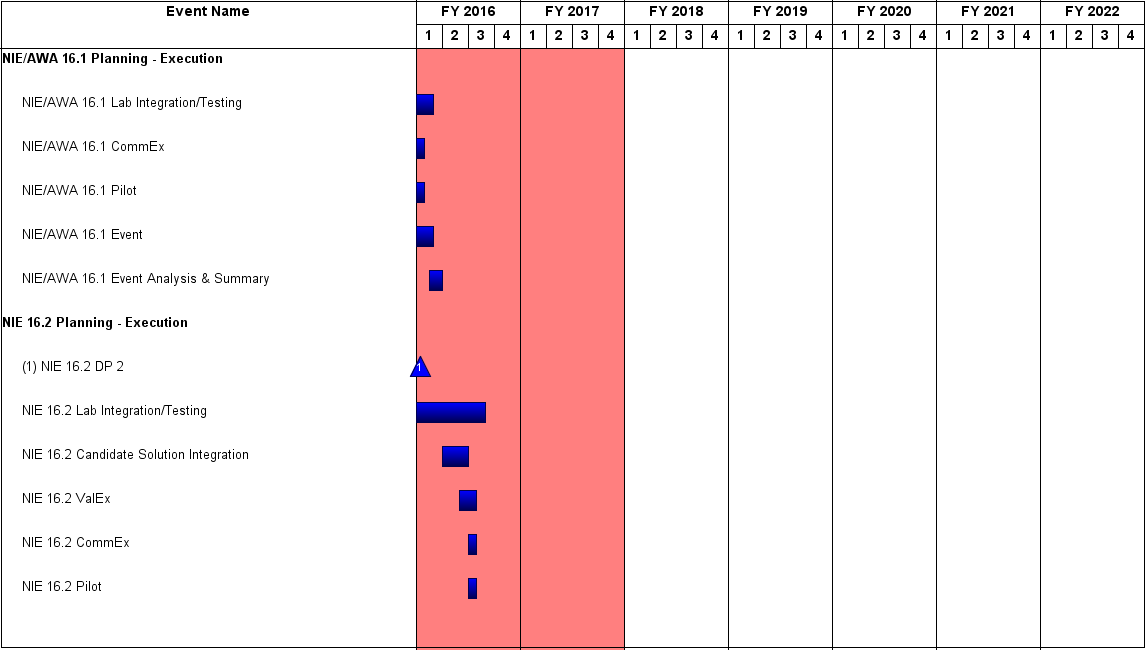 Event Name FY 2016 FY 2017 FY 2018 FY 2019 FY 2020 FY 2021 FY 2022
1 2 3 4 1 2 3 4 1 2 3 4 1 2 3 4 1 2 3 4 1 2 3 4 1 2 3 4
NIE/AWA 16.1 Planning - Execution
NIE/AWA 16.1 Lab Integration/Testing
NIE/AWA 16.1 CommEx
NIE/AWA 16.1 Pilot
NIE/AWA 16.1 Event
NIE/AWA 16.1 Event Analysis & Summary
NIE 16.2 Planning - Execution
(1) NIE 16.2 DP 2 1
NIE 16.2 Lab Integration/Testing
NIE 16.2 Candidate Solution Integration
NIE 16.2 ValEx
NIE 16.2 CommEx
NIE 16.2 Pilot